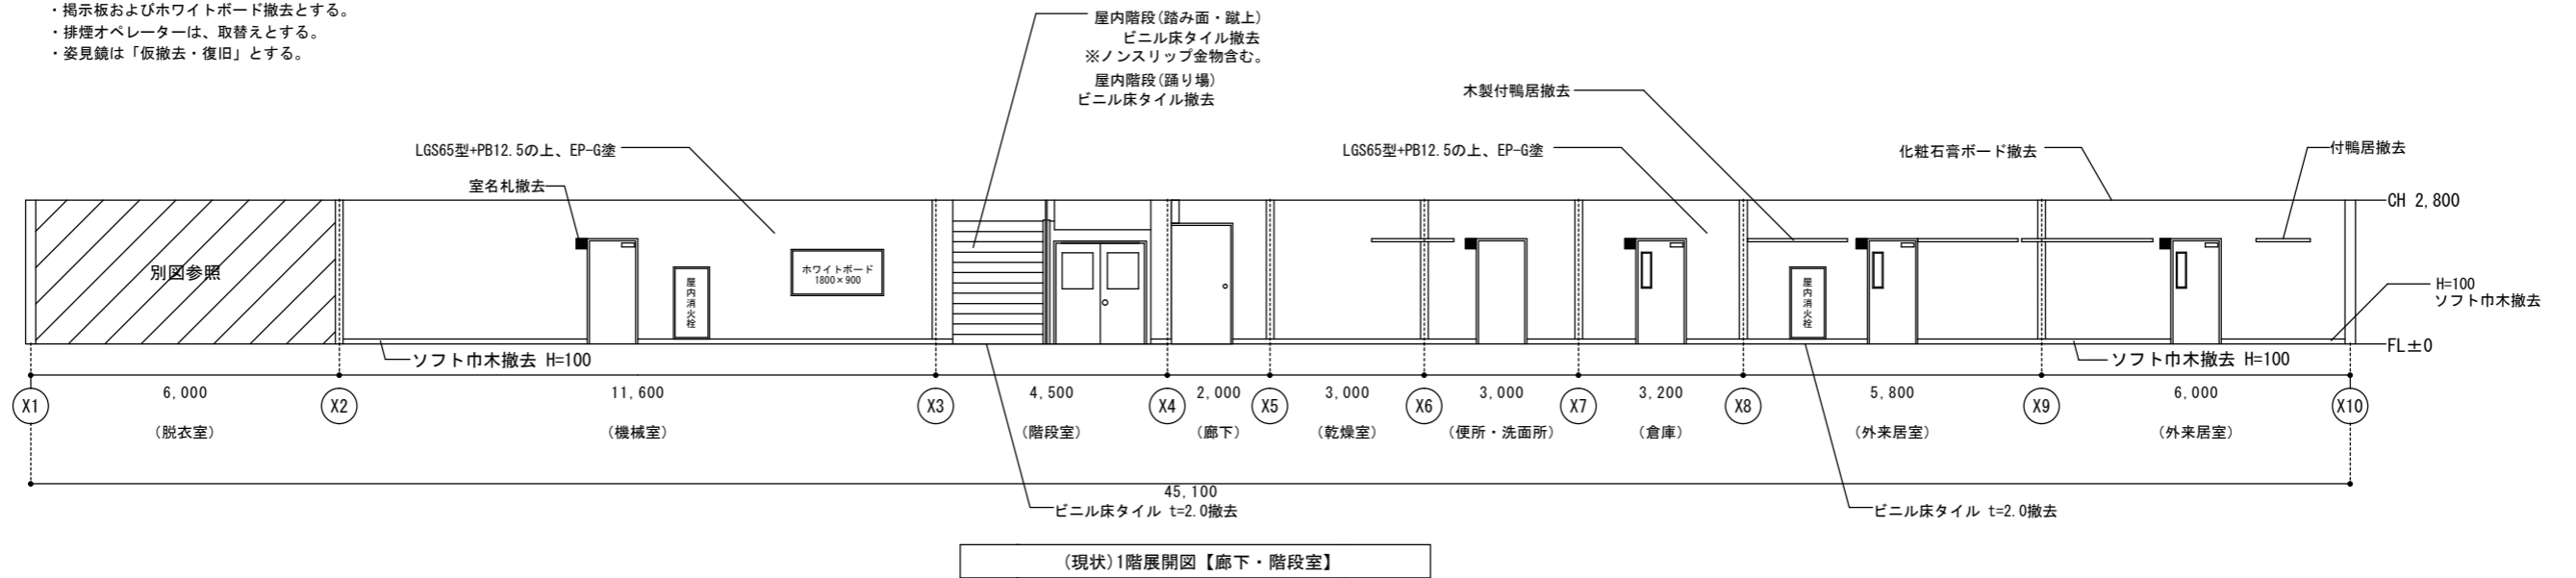 ・掲示板およびホワイトボード撤去とする。
・排煙オペレーターは、取替えとする。
・姿見鏡は「仮撤去・復旧」とする。
屋内階段(踏み面・蹴上)
ビニル床タイル撤去
※ノンスリップ金物含む。
屋内階段(踊り場)
ビニル床タイル撤去
木製付鴨居撤去
LGS65型+PB12.5の上、EP-G塗
LGS65型+PB12.5の上、EP-G塗
化粧石膏ボード撤去
付鴨居撤去
室名札撤去
CH 2,800
別図参照
ホワイトボード
1800×900
屋内消火栓
屋内消火栓
H=100
ソフト巾木撤去
FL±0
ソフト巾木撤去 H=100
ソフト巾木撤去 H=100
6,000
11,600
4,500
2,000
3,000
3,000
3,200
5,800
6,000
X1
X2
X3
X4
X5
X6
X7
X8
X9
X10
(脱衣室)
(機械室)
(階段室)
(廊下)
(乾燥室)
(便所・洗面所)
(倉庫)
(外来居室)
(外来居室)
45,100
ビニル床タイル t=2.0撤去
ビニル床タイル t=2.0撤去
(現状)1階展開図【廊下・階段室】